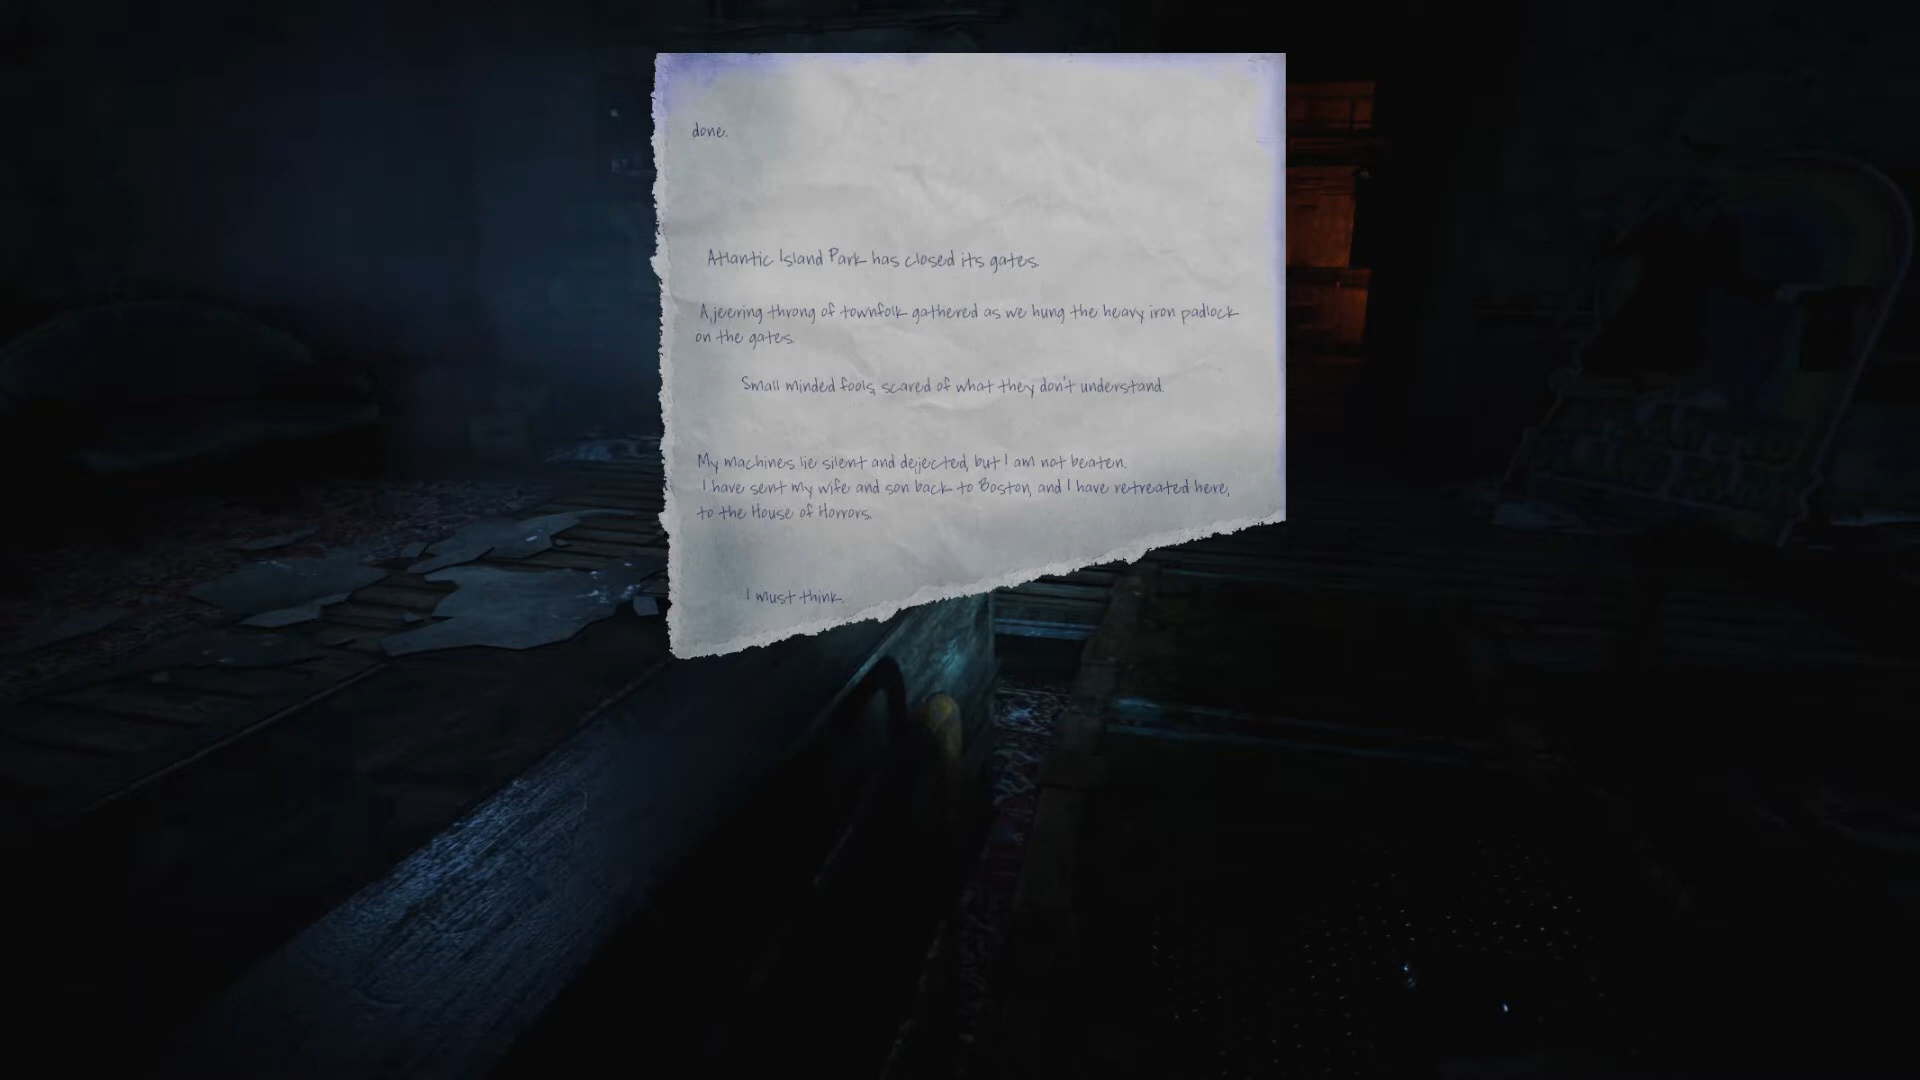 done.
Atlantic Island Park has closed its gates.
A jeering throng of townfolk gathered as we hung the heavy iron padlock
on the gates.
Small minded fools, scared of what they don't understand.
My machines lie silent and dejected, but I am not beaten.
I have sent my wife and son back to Boston, and I have retreated here,
to the House of Horrors.
I must think.